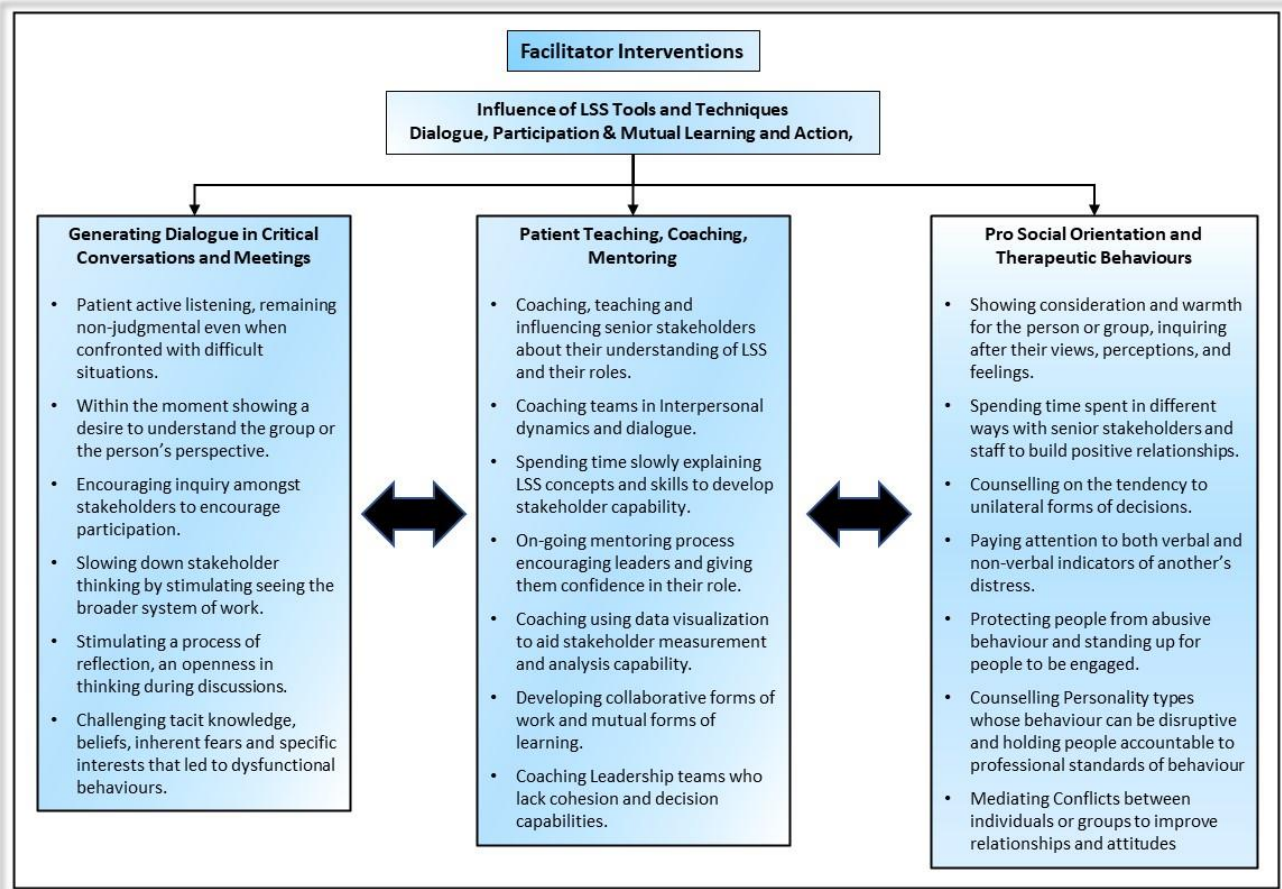 Facilitator Interventions
Influence of LSS Tools and Techniques
Dialogue, Participation & Mutual Learning and Action,
Generating Dialogue in Critical
Conversations and Meetings
• Patient active listening, remaining
non-judgmental even when
confronted with difficult
situations.
• Within the moment showing a
desire to understand the group or
the person's perspective.
• Encouraging inquiry amongst
stakeholders to encourage
participation.
• Slowing down stakeholder
thinking by stimulating seeing the
broader system of work.
• Stimulating a process of
reflection, an openness in
thinking during discussions.
• Challenging tacit knowledge,
beliefs, inherent fears and specific
interests that led to dysfunctional
behaviours.
Patient Teaching, Coaching,
Mentoring
• Coaching, teaching and
influencing senior stakeholders
about their understanding of LSS
and their roles.
• Coaching teams in Interpersonal
dynamics and dialogue.
• Spending time slowly explaining
LSS concepts and skills to develop
stakeholder capability.
• On-going mentoring process
encouraging leaders and giving
them confidence in their role.
• Coaching using data visualization
to aid stakeholder measurement
and analysis capability.
• Developing collaborative forms of
work and mutual forms of
learning.
• Coaching Leadership teams who
lack cohesion and decision
capabilities.
Pro Social Orientation and
Therapeutic Behaviours
• Showing consideration and warmth
for the person or group, inquiring
after their views, perceptions, and
feelings.
• Spending time spent in different
ways with senior stakeholders and
staff to build positive relationships.
• Counselling on the tendency to
unilateral forms of decisions.
• Paying attention to both verbal and
non-verbal indicators of another's
distress.
• Protecting people from abusive
behaviour and standing up for
people to be engaged.
• Counselling Personality types
whose behaviour can be disruptive
and holding people accountable to
professional standards of behaviour
• Mediating Conflicts between
individuals or groups to improve
relationships and attitudes